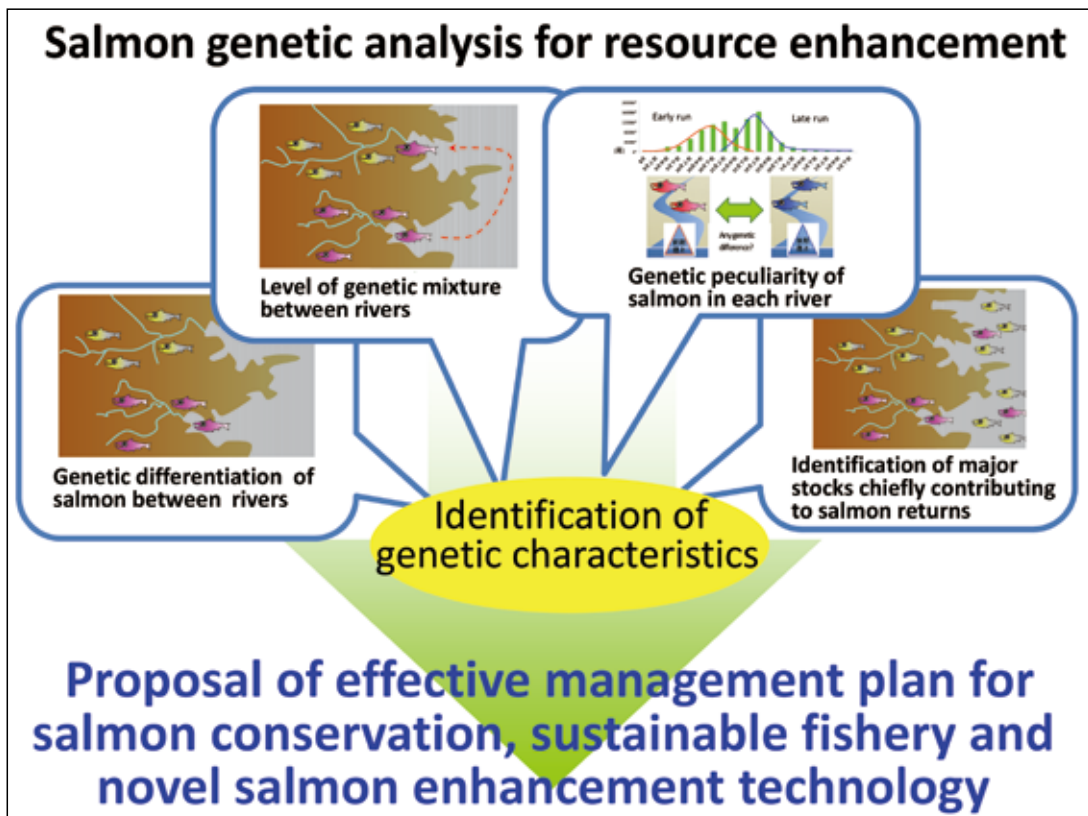 Salmon genetic analysis for resource enhancement
Early run
Late run
Any genetic
difference?
Level of genetic mixture
between rivers
Genetic peculiarity of
salmon in each river
Genetic differentiation of
salmon between rivers
Identification of major
stocks chiefly contributing
to salmon returns
Identification of
genetic characteristics
Proposal of effective management plan for
salmon conservation, sustainable fishery and
novel salmon enhancement technology